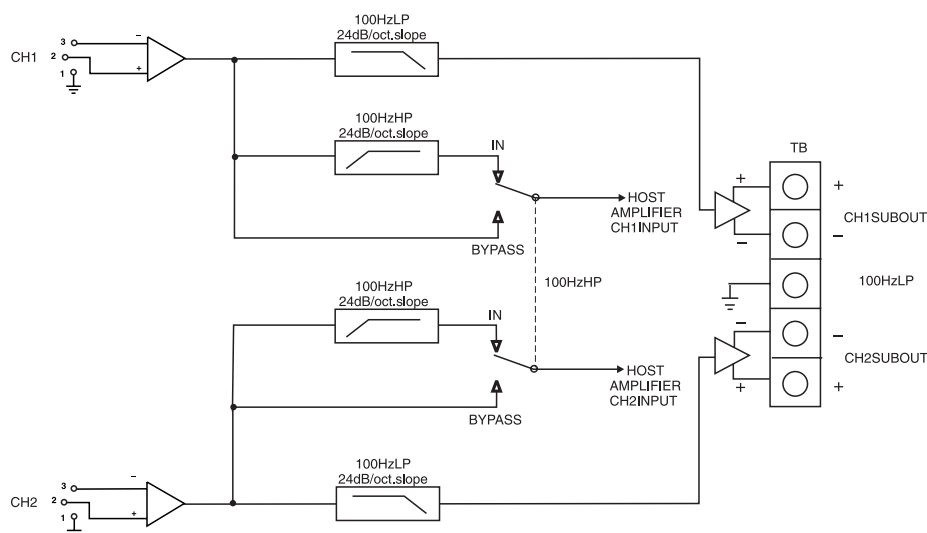 100HzLP
24dB/oct.slope
3
−
CH1
2
1
+
100HzHP
24dB/oct.slope
IN
TB
HOST
AMPLIFIER
CH1INPUT
+
+
CH1SUBOUT
−
−
BYPASS
100HzHP
100HzLP
100HzHP
24dB/oct.slope
IN
−
−
HOST
AMPLIFIER
CH2INPUT
CH2SUBOUT
+
+
BYPASS
100HzLP
24dB/oct.slope
3
−
CH2
2
1
+